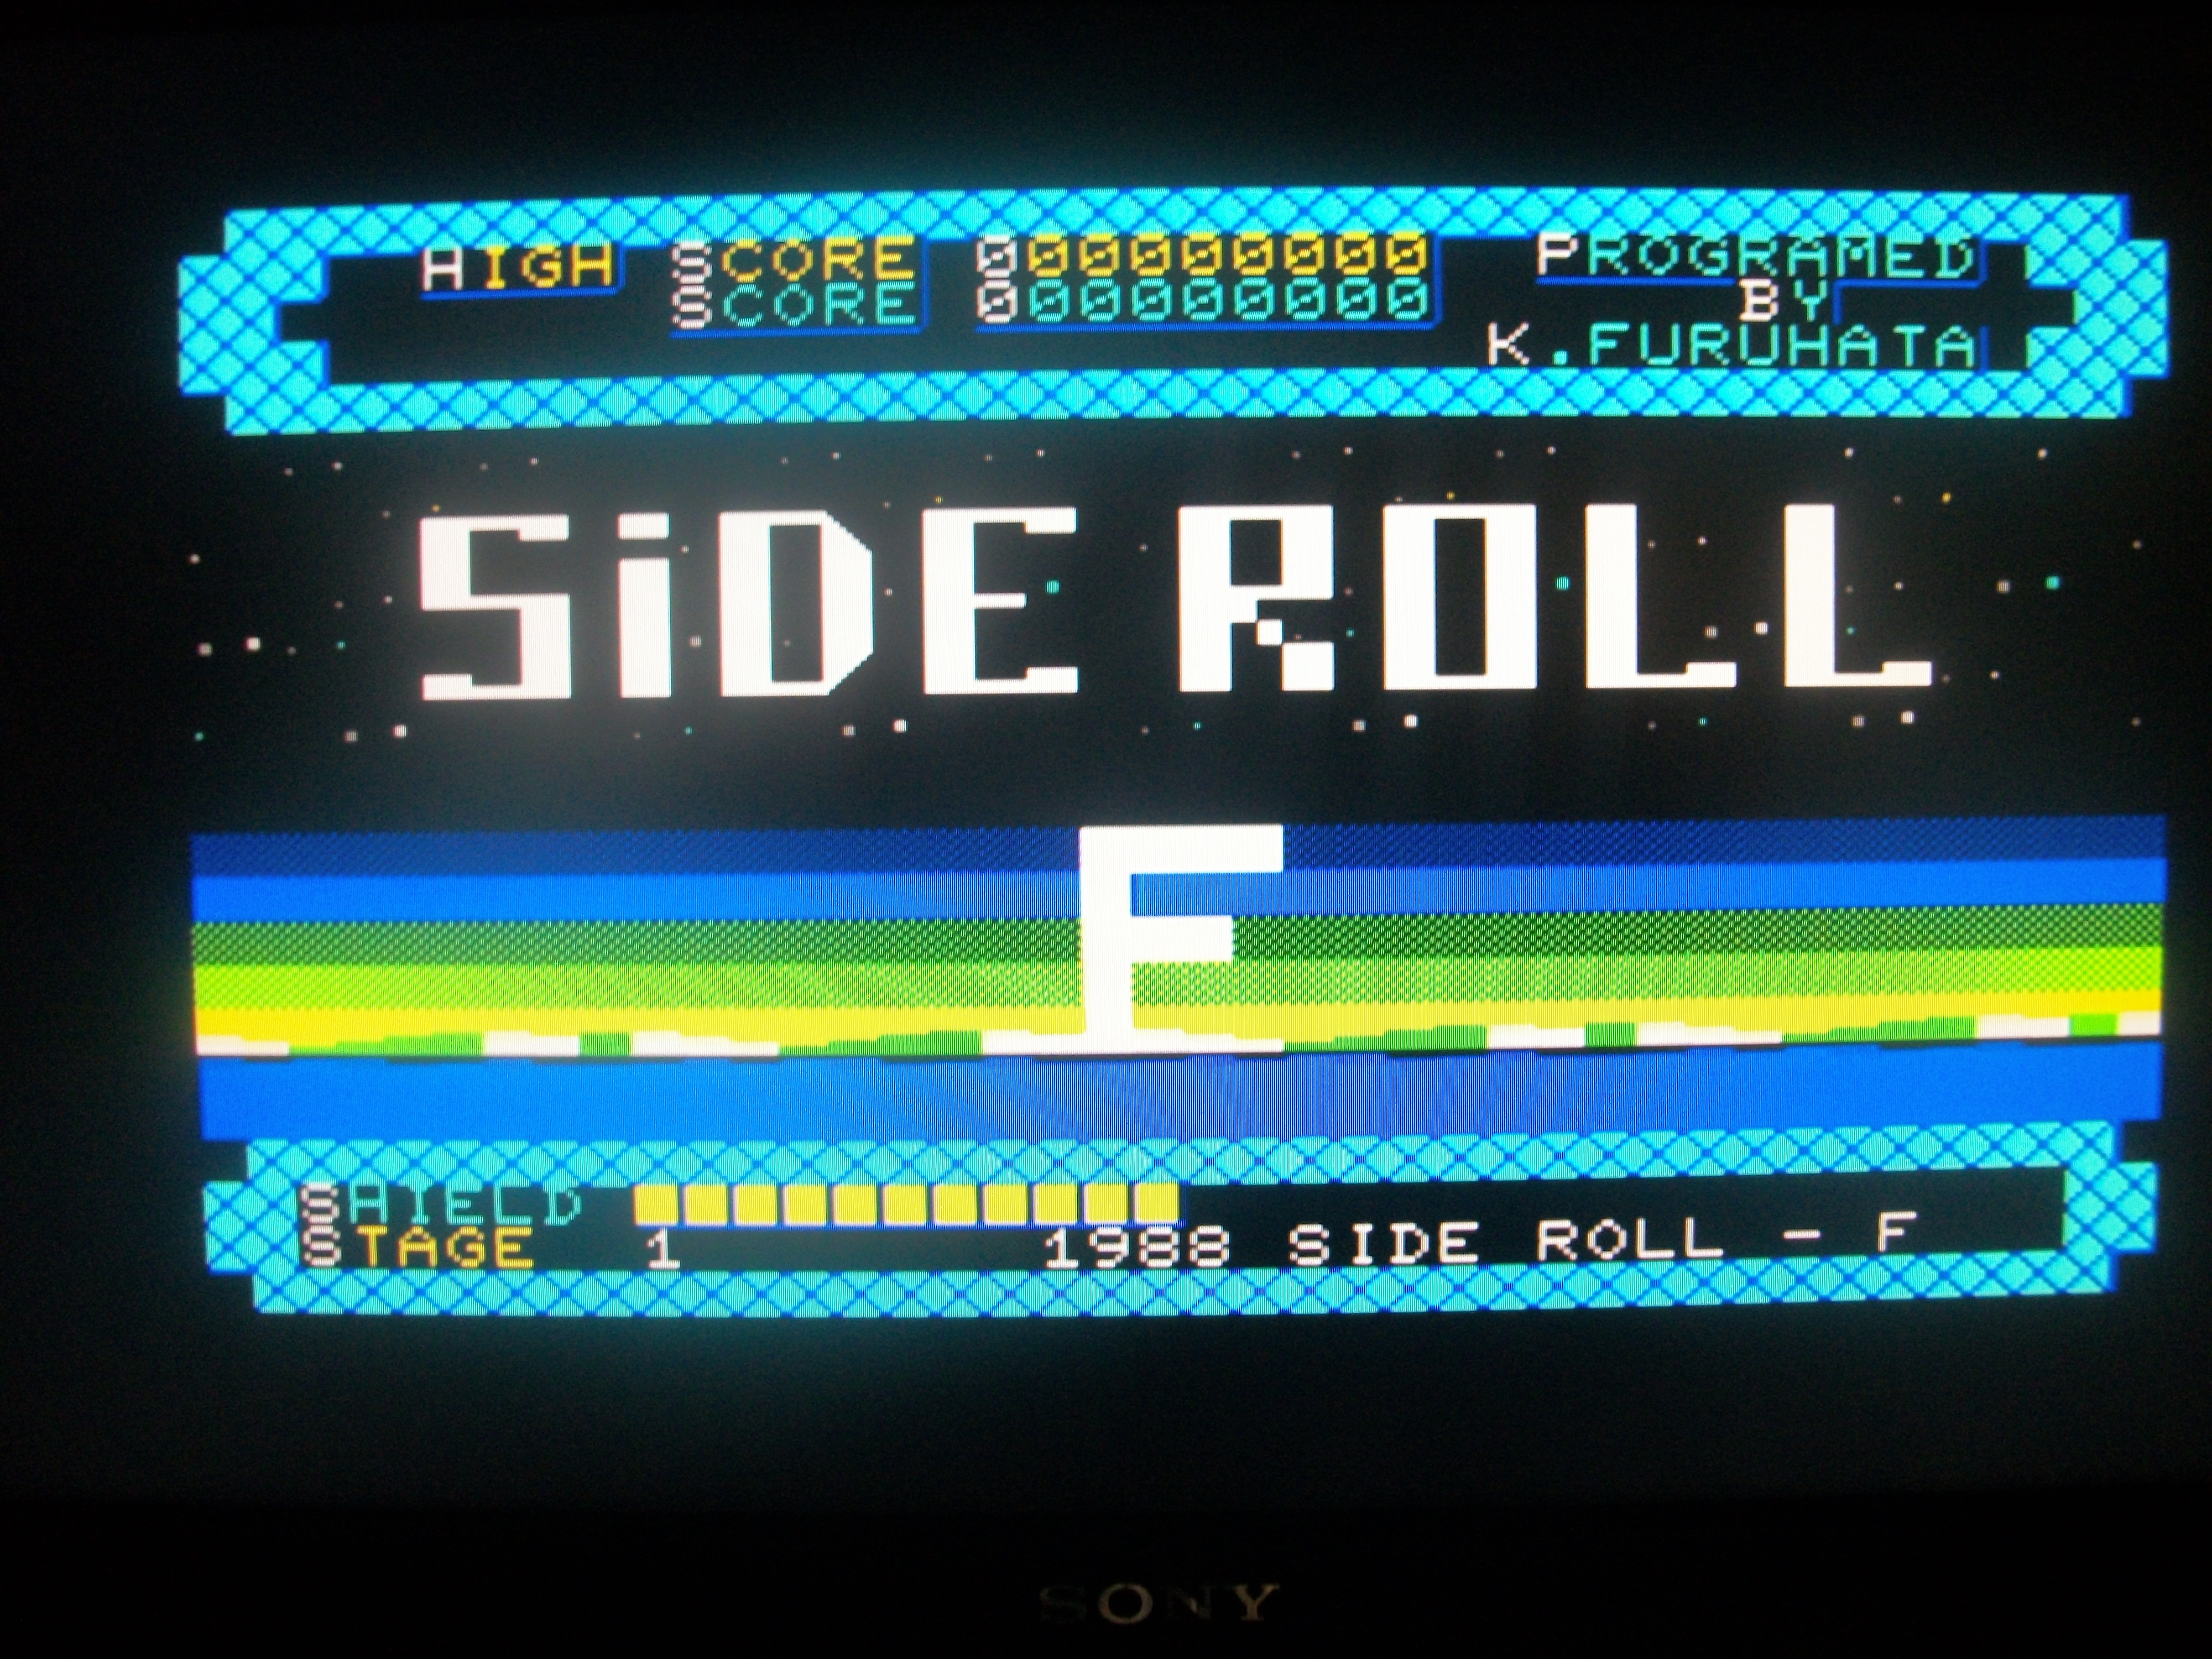 HIGH SCORE 000000000
SCORE 000000000
PROGRAMED
BY
K.FURUHATA
SiDE ROLL
F
SHIELD
STAGE 1 1988 SIDE ROLL - F
SONY